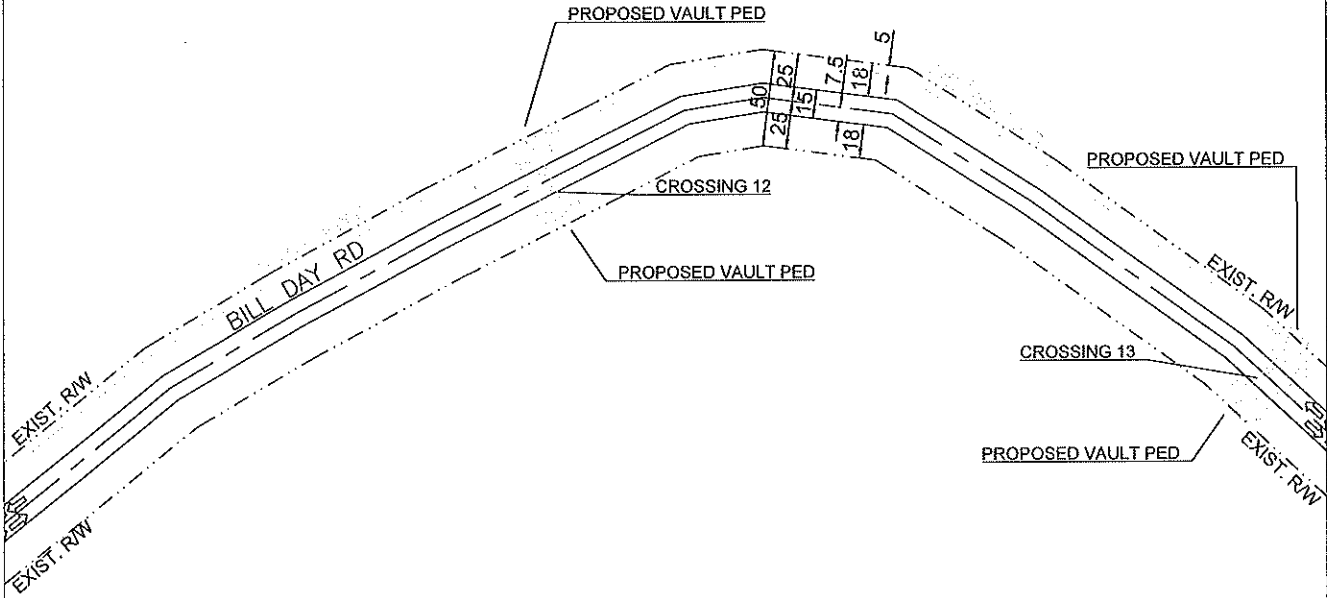 PROPOSED VAULT PED
5
25
7.5
18
50
15
25
18
PROPOSED VAULT PED
CROSSING 12
PROPOSED VAULT PED
BILL DAY RD
EXIST. R/W
CROSSING 13
EXIST. R/W
PROPOSED VAULT PED
EXIST. R/W
EXIST. R/W